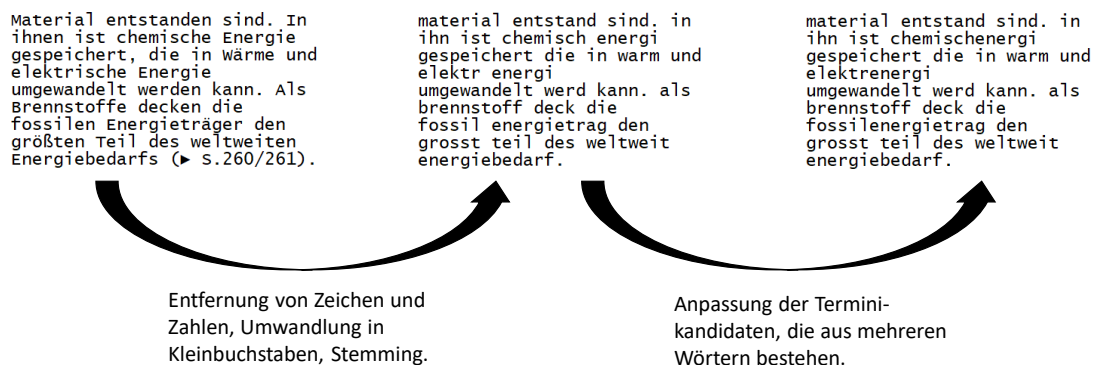 Material entstanden sind. In
ihnen ist chemische Energie
gespeichert, die in Wärme und
elektrische Energie
umgewandelt werden kann. Als
Brennstoffe decken die
fossilen Energieträger den
größten Teil des weltweiten
Energiebedarfs (► S.260/261).
material entstand sind. in
ihn ist chemisch energi
gespeichert die in warm und
elektr energi
umgewandelt werd kann. als
brennstoff deck die
fossil energietrag den
grosst teil des weltweit
energiebedarf.
material entstand sind. in
ihn ist chemischenergi
gespeichert die in warm und
elektrenergi
umgewandelt werd kann. als
brennstoff deck die
fossilenergietrag den
grosst teil des weltweit
energiebedarf.
Entfernung von Zeichen und
Zahlen, Umwandlung in
Kleinbuchstaben, Stemming.
Anpassung der Termini-
kandidaten, die aus mehreren
Wörtern bestehen.